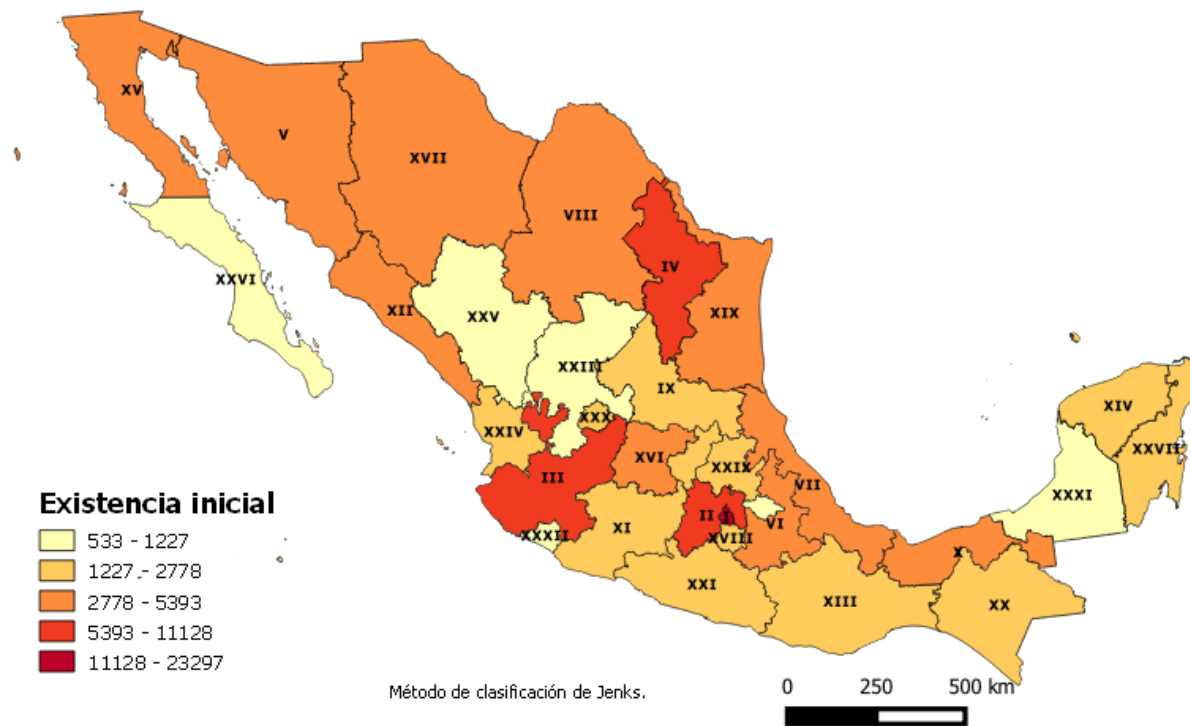 XV
V
XVII
VIII
IV
XXVI
XII
XXV
XIX
XXIII
IX
XXIV
XXX
XIV
XVI
XXIX
XXVII
III
VII
XXXI
II
I
VI
XI
XXXII
XVIII
X
XXI
XIII
XX
Existencia inicial
533 - 1227
1227 - 2778
2778 - 5393
5393 - 11128
11128 - 23297
Método de clasificación de Jenks.
0 250 500 km